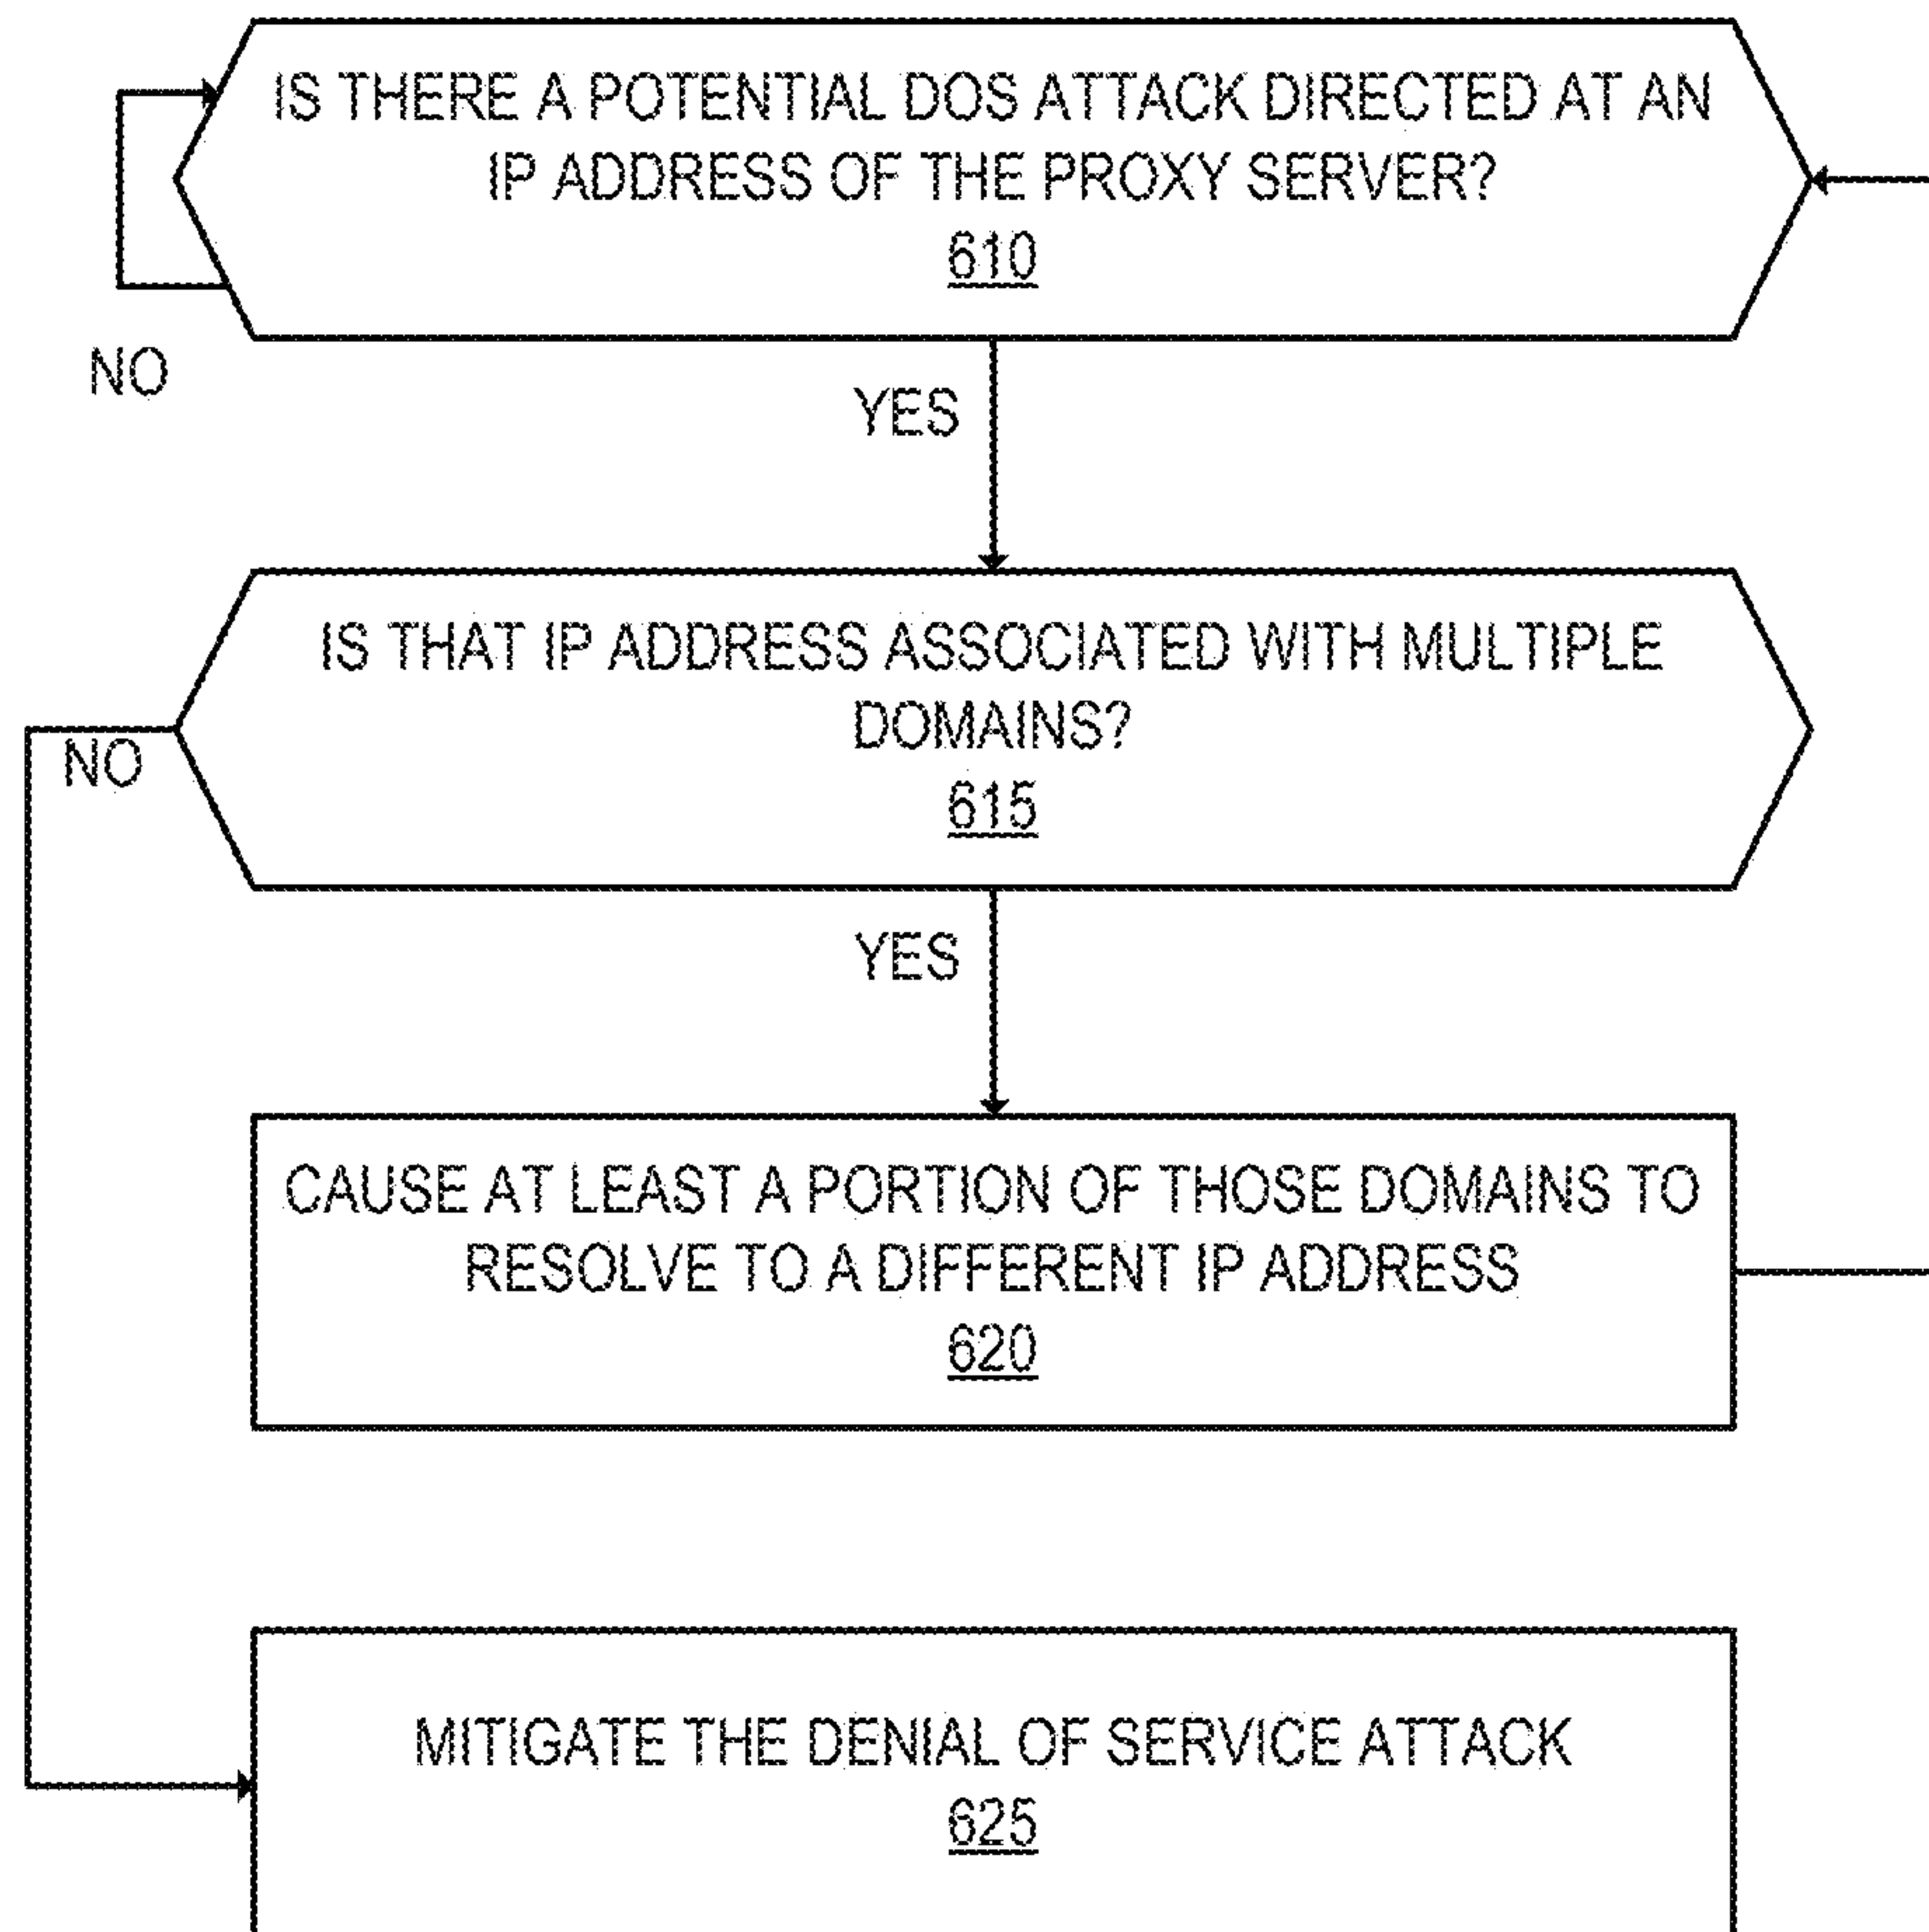 IS THERE A POTENTIAL DOS ATTACK DIRECTED AT AN
IP ADDRESS OF THE PROXY SERVER?
610
NO
YES
IS THAT IP ADDRESS ASSOCIATED WITH MULTIPLE
DOMAINS?
615
NO
YES
CAUSE AT LEAST A PORTION OF THOSE DOMAINS TO
RESOLVE TO A DIFFERENT IP ADDRESS
620
MITIGATE THE DENIAL OF SERVICE ATTACK
625